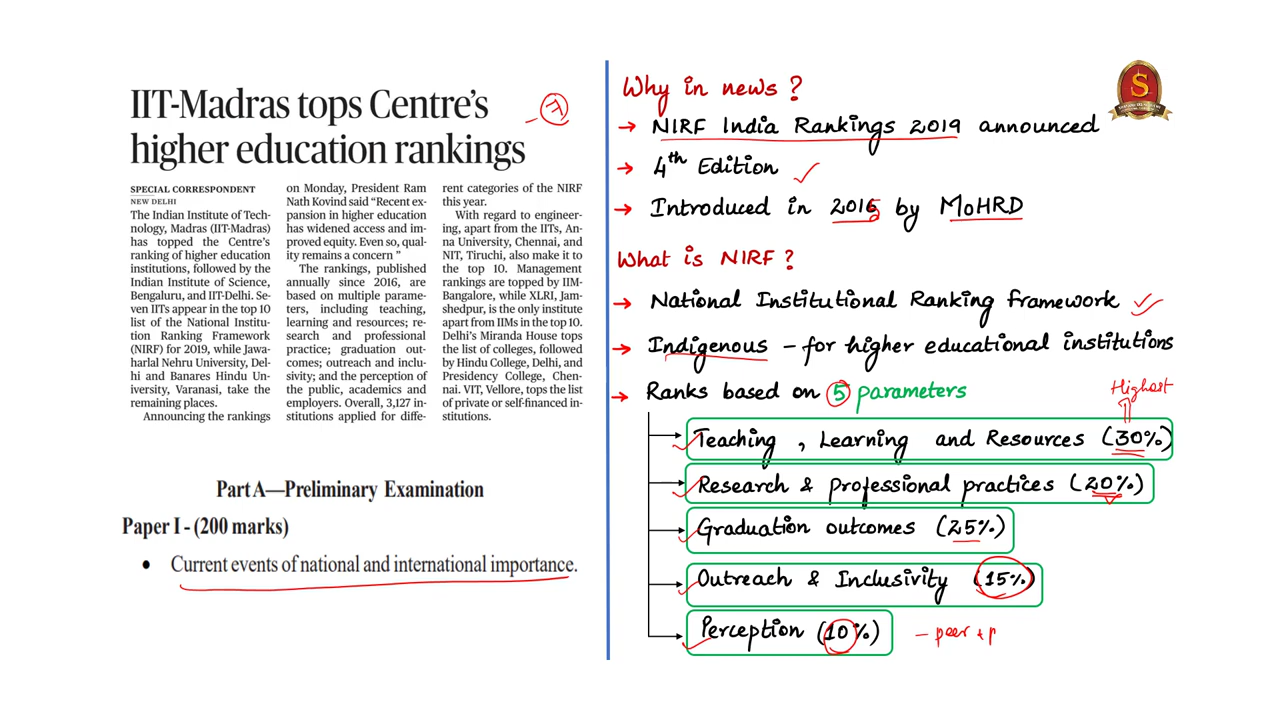 IIT-Madras tops Centre's
higher education rankings
7
SPECIAL CORRESPONDENT
NEW DELHI
The Indian Institute of Tech-
nology, Madras (IIT-Madras)
has topped the Centre's
ranking of higher education
institutions, followed by the
Indian Institute of Science,
Bengaluru, and IIT-Delhi. Se-
ven IITs appear in the top 10
list of the National Institu-
tion Ranking Framework
(NIRF) for 2019, while Jawa-
harlal Nehru University, Del-
hi and Banares Hindu Un-
iversity, Varanasi, take the
remaining places.
Announcing the rankings
on Monday, President Ram
Nath Kovind said "Recent ex-
pansion in higher education
has widened access and im-
proved equity. Even so, qual-
ity remains a concern "
The rankings, published
annually since 2016, are
based on multiple parame-
ters, including teaching,
learning and resources; re-
search and professional
practice; graduation out-
comes; outreach and inclu-
sivity; and the perception of
the public, academics and
employers. Overall, 3,127 in-
stitutions applied for diffe-
rent categories of the NIRF
this year.
With regard to engineer-
ing, apart from the IITs, An-
na University, Chennai, and
NIT, Tiruchi, also make it to
the top 10. Management
rankings are topped by IIM-
Bangalore, while XLRI, Jam-
shedpur, is the only institute
apart from IIMs in the top 10.
Delhi's Miranda House tops
the list of colleges, followed
by Hindu College, Delhi, and
Presidency College, Chen-
nai. VIT, Vellore, tops the list
of private or self-financed in-
stitutions.
Part A—Preliminary Examination
Paper I - (200 marks)
• Current events of national and international importance.
Why in news?
→ NIRF India Rankings 2019 announced
→ 4th Edition
→ Introduced in 2015 by MoHRD
What is NIRF?
→ National Institutional Ranking Framework
→ Indigenous – for higher educational institutions
→ Ranks based on 5 parameters
Highest
Teaching, Learning and Resources (30%)
Research & professional practices (20%)
Graduation outcomes (25%)
Outreach & Inclusivity (15%)
Perception (10%) – peer + p
S